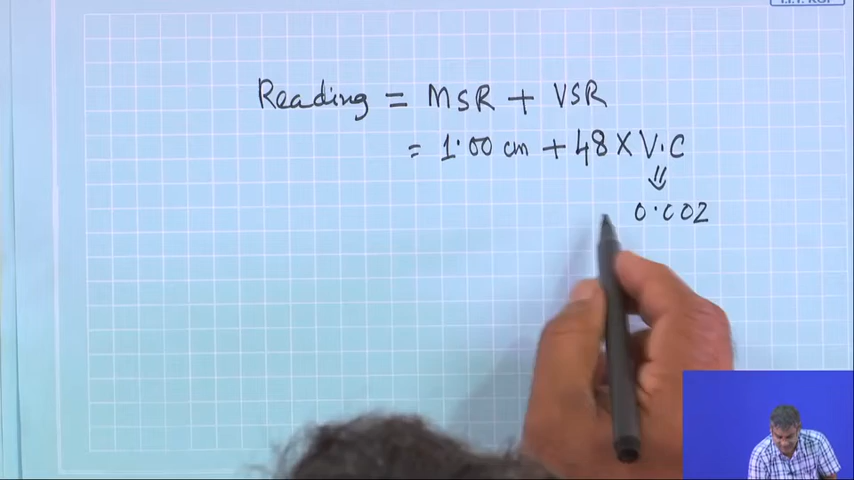 Reading = MSR + VSR
= 1.00 cm + 48 X V.C
⇓
0.002